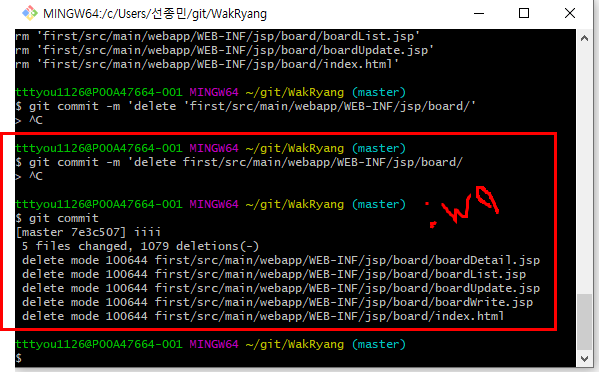 MINGW64:/c/Users/선종민/git/WakRyang
rm 'first/src/main/webapp/WEB-INF/jsp/board/boardList.jsp'
rm 'first/src/main/webapp/WEB-INF/jsp/board/boardUpdate.jsp'
rm 'first/src/main/webapp/WEB-INF/jsp/board/index.html'
tttyou1126@P00A47664-001 MINGW64 ~/git/WakRyang (master)
$ git commit -m 'delete 'first/src/main/webapp/WEB-INF/jsp/board/'
> ^C
tttyou1126@P00A47664-001 MINGW64 ~/git/WakRyang (master)
$ git commit -m 'delete first/src/main/webapp/WEB-INF/jsp/board/
> ^C
tttyou1126@P00A47664-001 MINGW64 ~/git/WakRyang (master)
$ git commit
[master 7e3c507] iiii
5 files changed, 1079 deletions(-)
delete mode 100644 first/src/main/webapp/WEB-INF/jsp/board/boardDetail.jsp
delete mode 100644 first/src/main/webapp/WEB-INF/jsp/board/boardList.jsp
delete mode 100644 first/src/main/webapp/WEB-INF/jsp/board/boardUpdate.jsp
delete mode 100644 first/src/main/webapp/WEB-INF/jsp/board/boardWrite.jsp
delete mode 100644 first/src/main/webapp/WEB-INF/jsp/board/index.html
tttyou1126@P00A47664-001 MINGW64 ~/git/WakRyang (master)
$